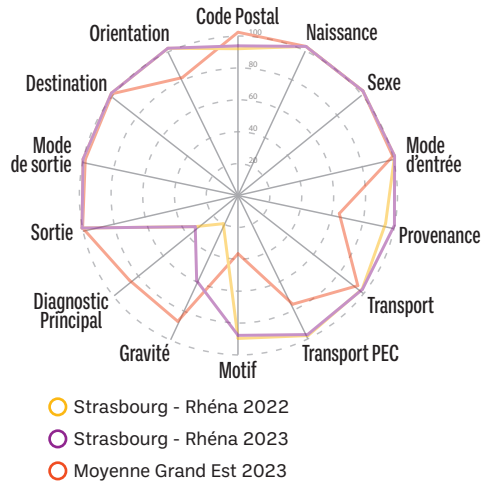 Code Postal
Naissance
Sexe
Mode
d'entrée
Provenance
Transport
Transport PEC
Motif
Gravité
Diagnostic
Principal
Sortie
Mode
de sortie
Destination
Orientation
100
80
60
40
20
Strasbourg - Rhéna 2022
Strasbourg - Rhéna 2023
Moyenne Grand Est 2023